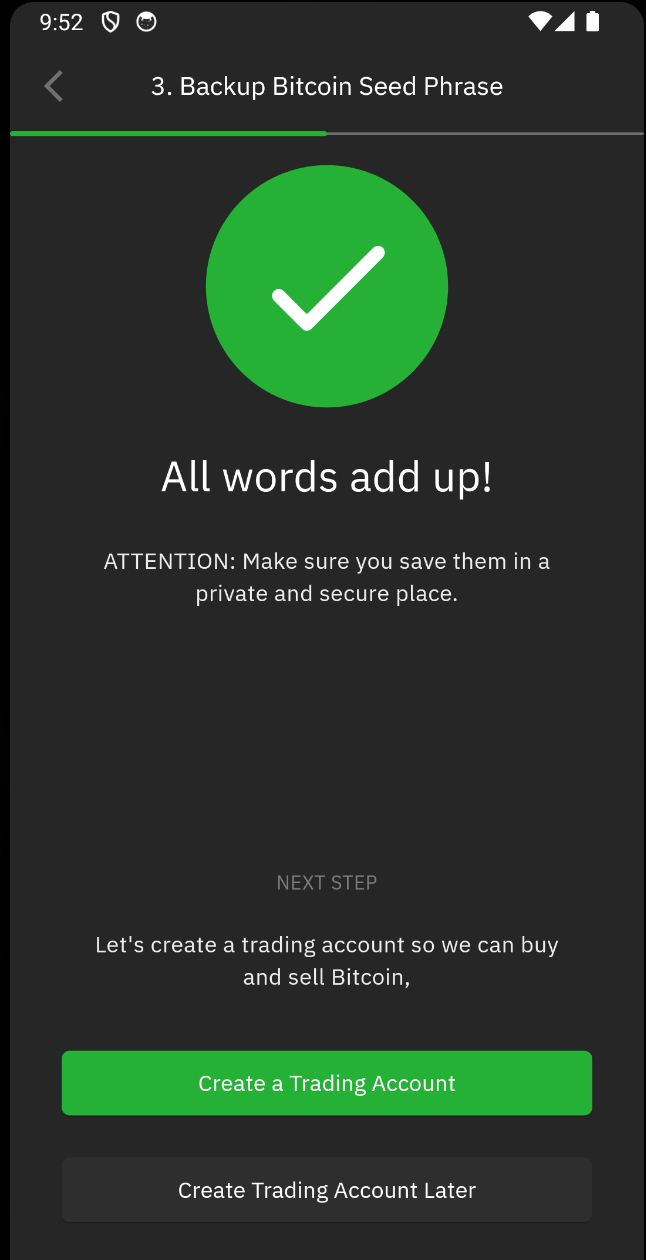 9:52
3. Backup Bitcoin Seed Phrase
All words add up!
ATTENTION: Make sure you save them in a
private and secure place.
NEXT STEP
Let's create a trading account so we can buy
and sell Bitcoin,
Create a Trading Account
Create Trading Account Later